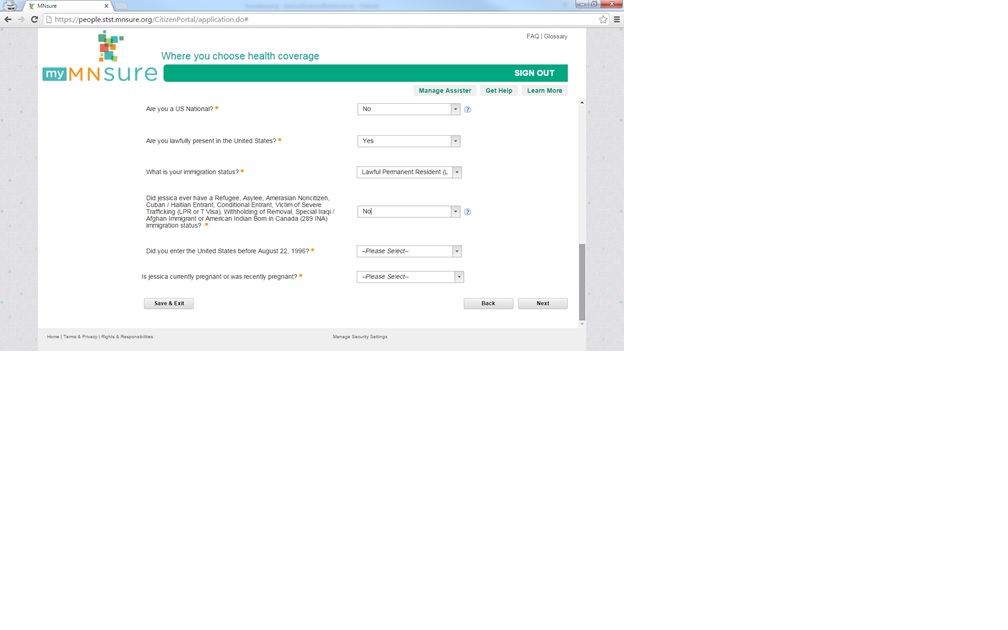 MNsure
https://people.stst.mnsure.org/CitizenPortal/application.do#
FAQ | Glossary
Where you choose health coverage
my MNsure
SIGN OUT
Manage Assister Get Help Learn More
Are you a US National? * No
Are you lawfully present in the United States? * Yes
What is your immigration status? * Lawful Permanent Resident (L
Did jessica ever have a Refugee, Asylee, Amerasian Noncitizen,
Cuban / Haitian Entrant, Conditional Entrant, Victim of Severe
Trafficking (LPR or T Visa), Withholding of Removal, Special Iraqi /
Afghan Immigrant or American Indian Born in Canada (289 INA)
immigration status? * No
Did you enter the United States before August 22, 1996? * --Please Select--
Is jessica currently pregnant or was recently pregnant? * --Please Select--
Save & Exit Back Next
Home | Terms & Privacy | Rights & Responsibilities Manage Security Settings